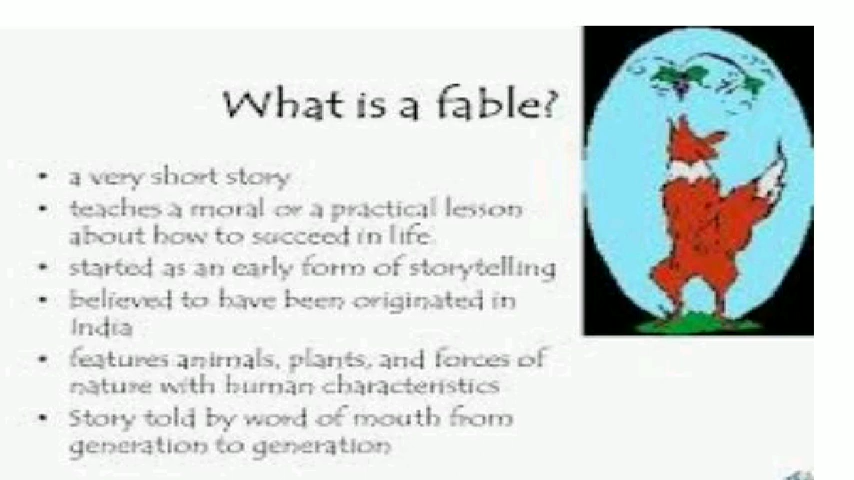 What is a fable?
• a very short story
• teaches a moral or a practical lesson
about how to succeed in life.
• started as an early form of storytelling
• believed to have been originated in
India
• features animals, plants, and forces of
nature with human characteristics
• Story told by word of mouth from
generation to generation